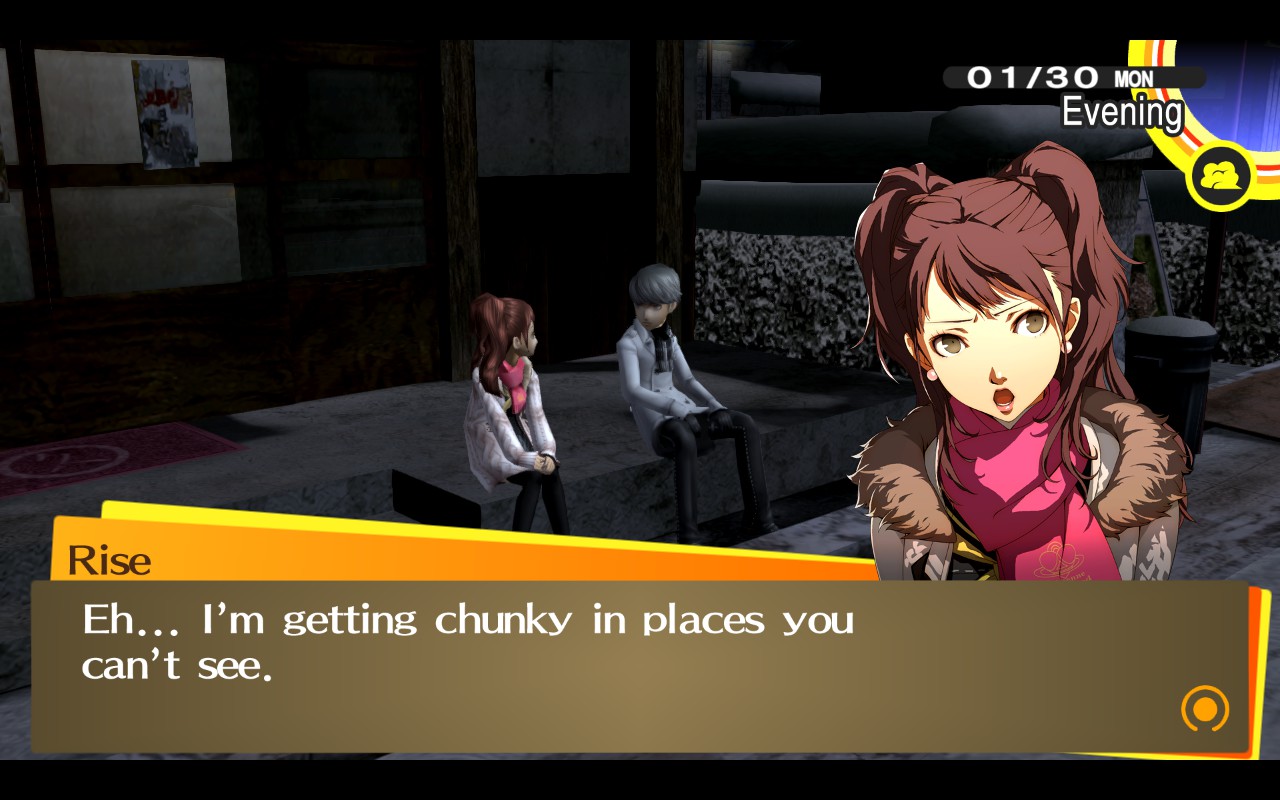 01/30 MON
Evening
Rise
Eh... I'm getting chunky in places you
can't see.